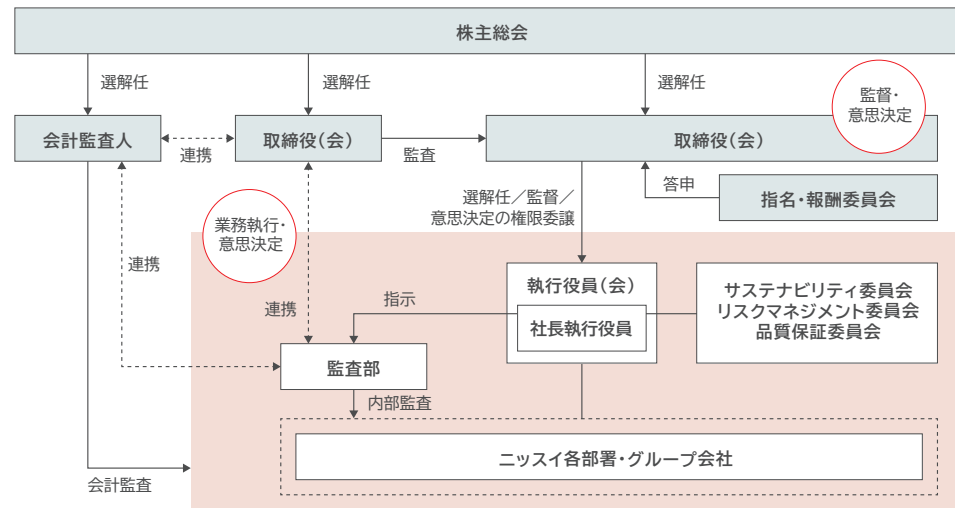 株主総会
選解任
選解任
選解任
監督・
意思決定
会計監査人
連携
取締役（会）
監査
取締役（会）
答申
指名・報酬委員会
選解任／監督／
意思決定の権限委譲
業務執行・
意思決定
連携
連携
指示
執行役員（会）
社長執行役員
サステナビリティ委員会
リスクマネジメント委員会
品質保証委員会
監査部
内部監査
ニッスイ各部署・グループ会社
会計監査